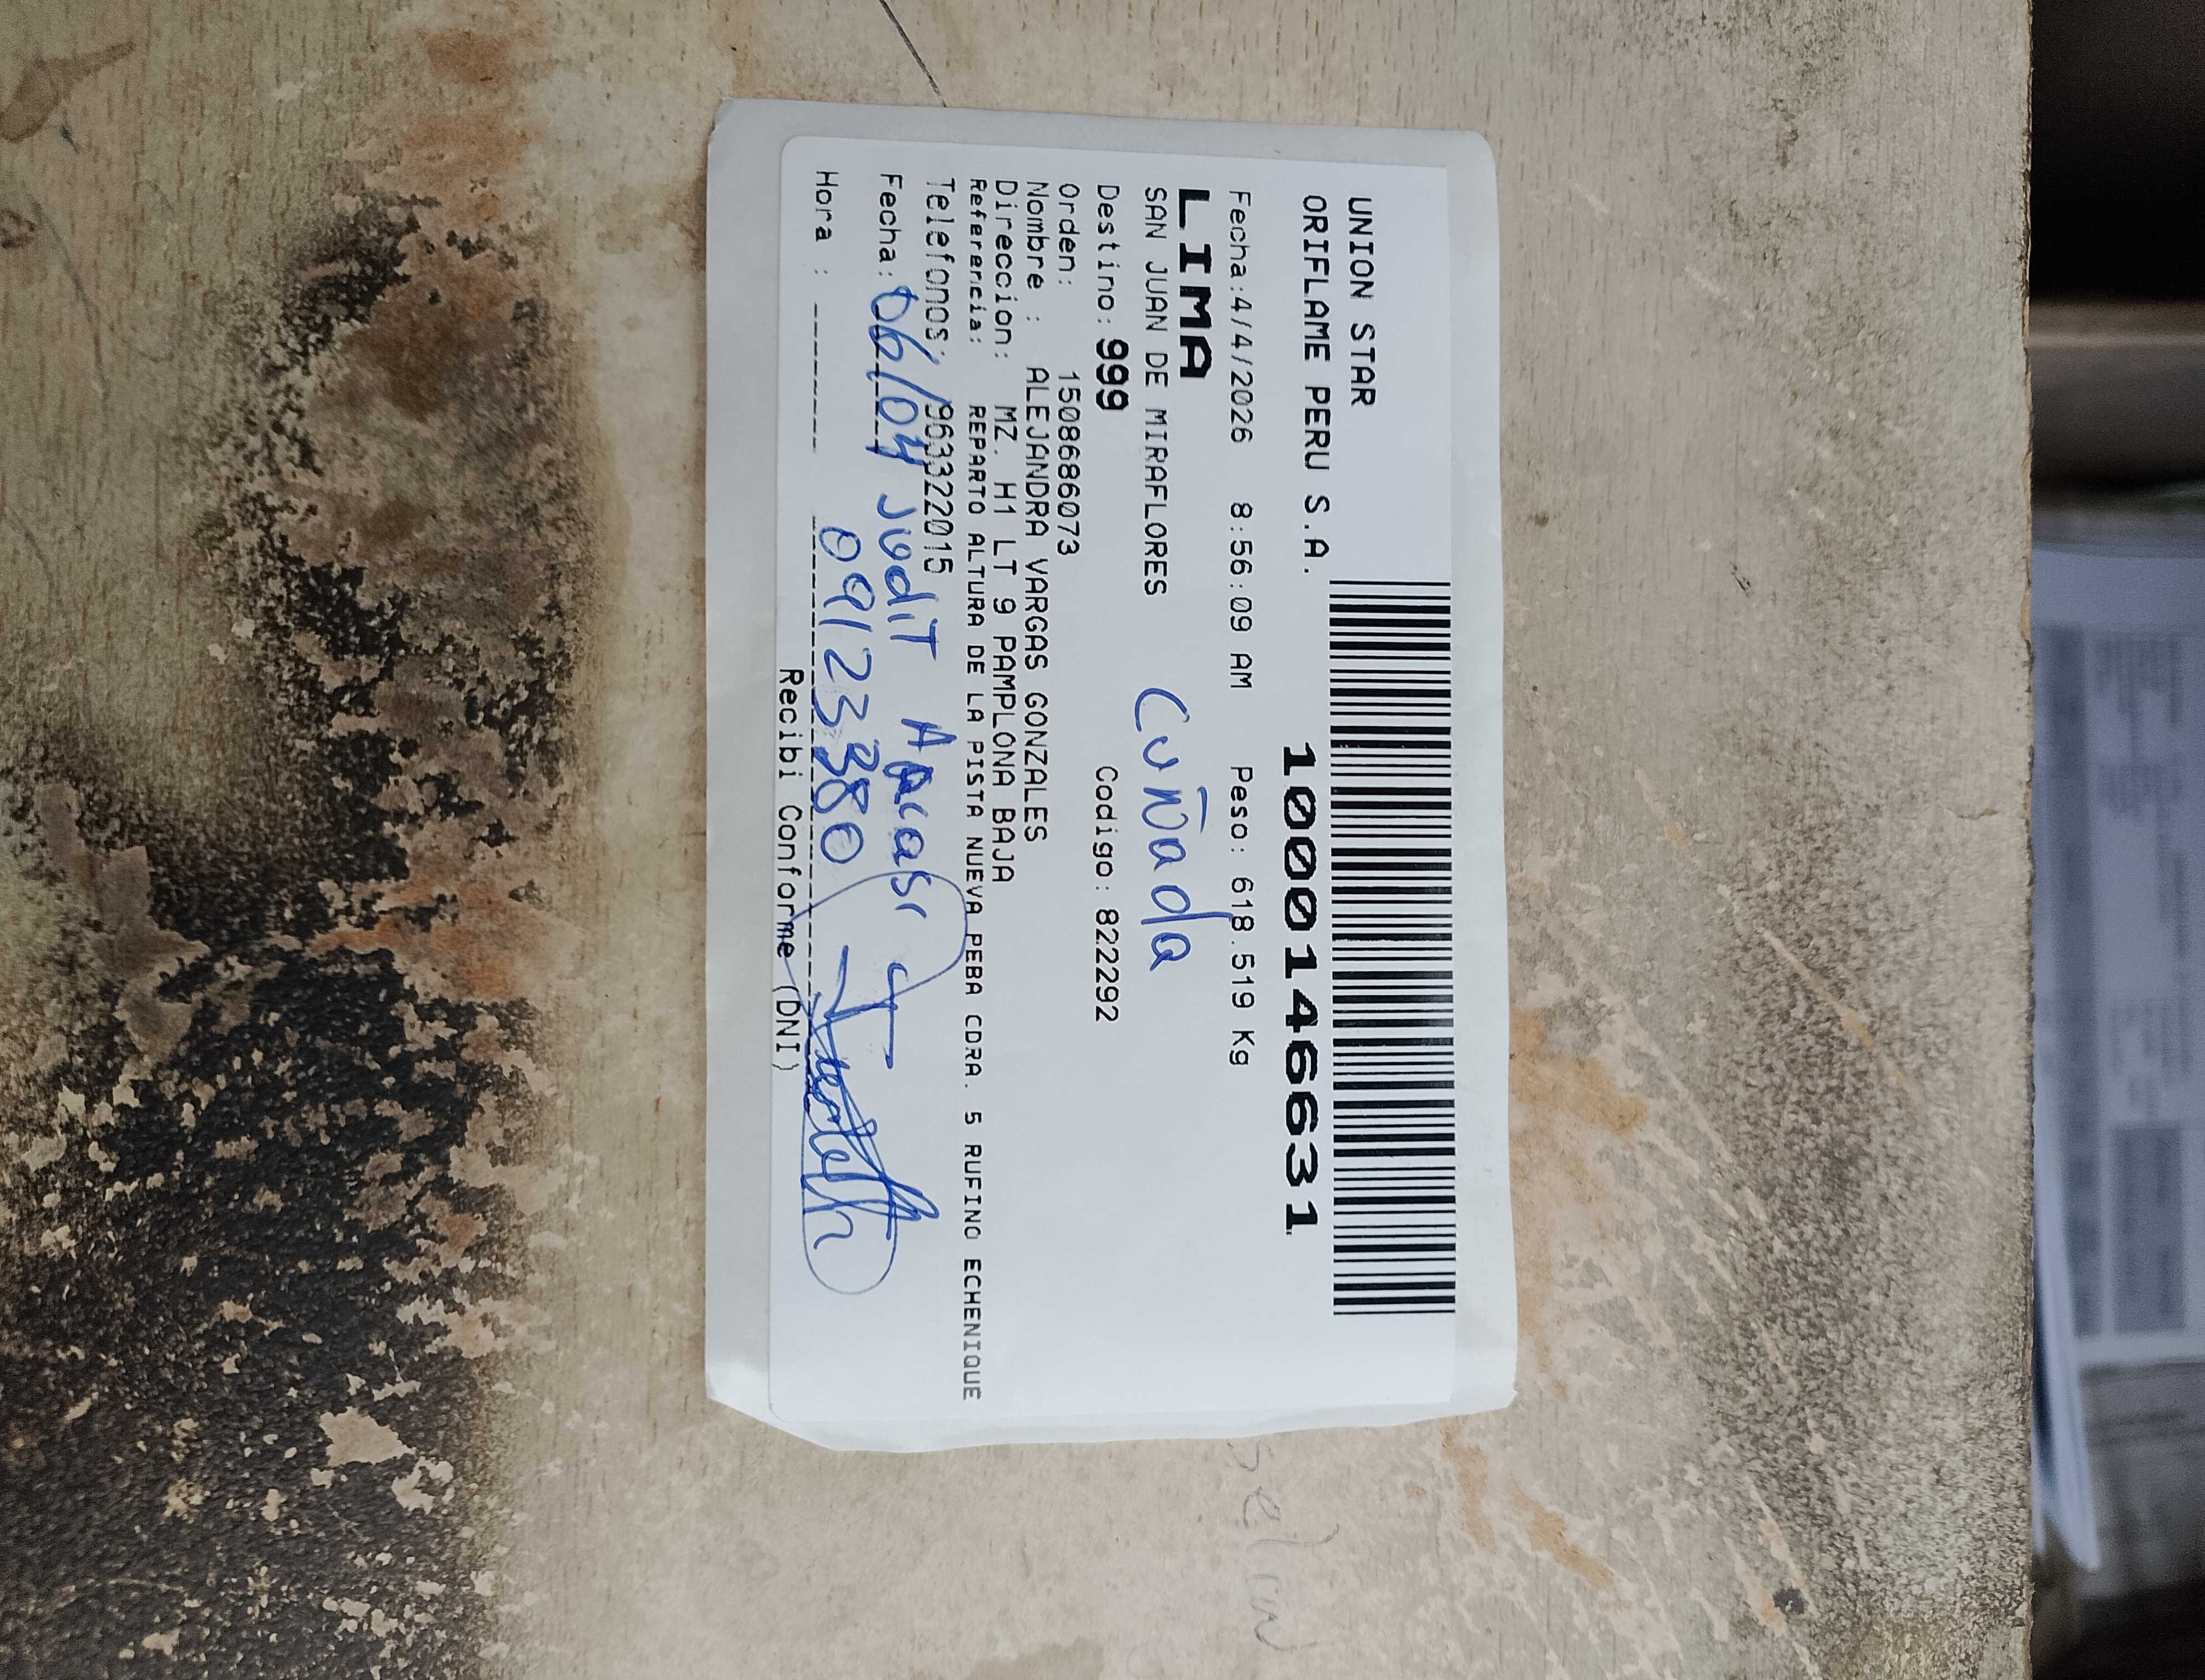 UNION STAR
ORIFLAME PERU S.A.
1000146631
Fecha:4/4/2026 8:56:09 AM Peso: 618.519 Kg
LIMA
SAN JUAN DE MIRAFLORES Cuñada
Destino: 999 Codigo: 8222292
Orden: 1508686073
Nombre : ALEJANDRA VARGAS GONZALES
Direccion: MZ. H1 LT 9 PAMPLONA BAJA
Referencia: REPARTO ALTURA DE LA PISTA NUEVA PEBA CDRA. 5 RUFINO ECHENIQUE
Telefonos: 963322015
Fecha: 06/04 Judit
Hora : 09123380
Recibi Conforme (DNI)